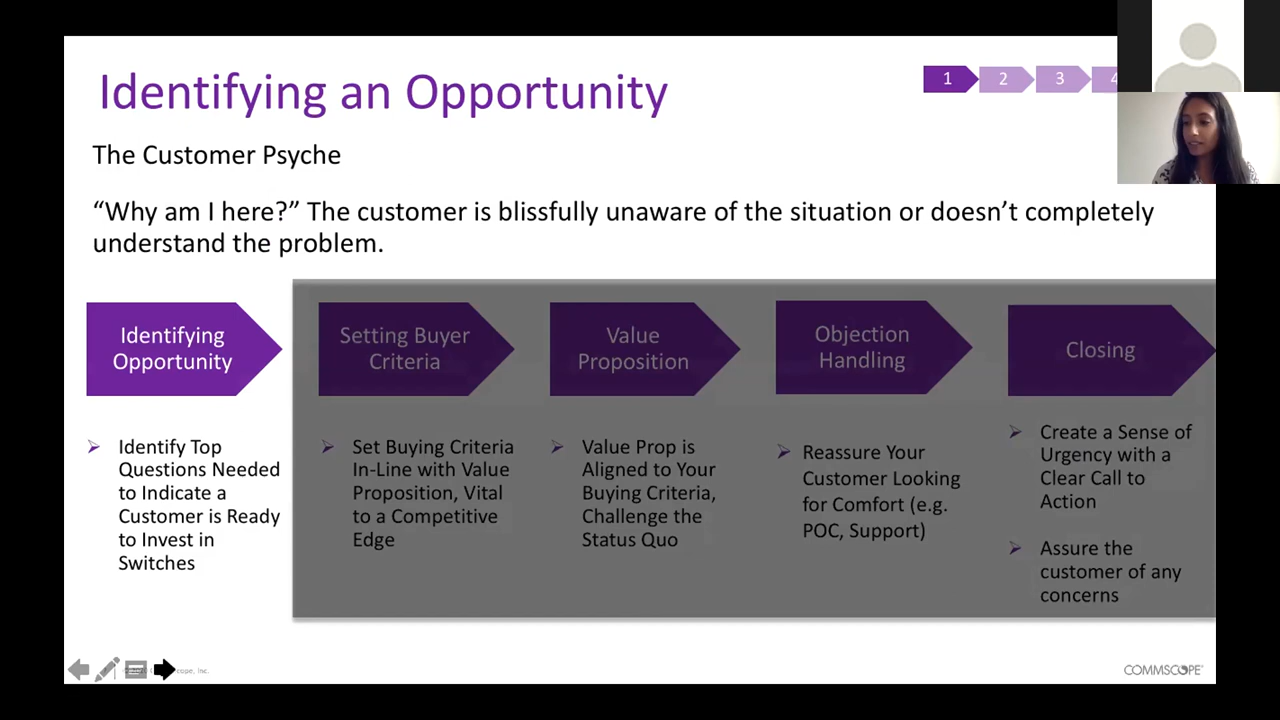 Identifying an Opportunity
1 2 3 4
The Customer Psyche
“Why am I here?” The customer is blissfully unaware of the situation or doesn’t completely
understand the problem.
Identifying
Opportunity
Setting Buyer
Criteria
Value
Proposition
Objection
Handling
Closing
Identify Top
Questions Needed
to Indicate a
Customer is Ready
to Invest in
Switches
Set Buying Criteria
In-Line with Value
Proposition, Vital
to a Competitive
Edge
Value Prop is
Aligned to Your
Buying Criteria,
Challenge the
Status Quo
Reassure Your
Customer Looking
for Comfort (e.g.
POC, Support)
Create a Sense of
Urgency with a
Clear Call to
Action
Assure the
customer of any
concerns
Inc.
COMMSCOPE